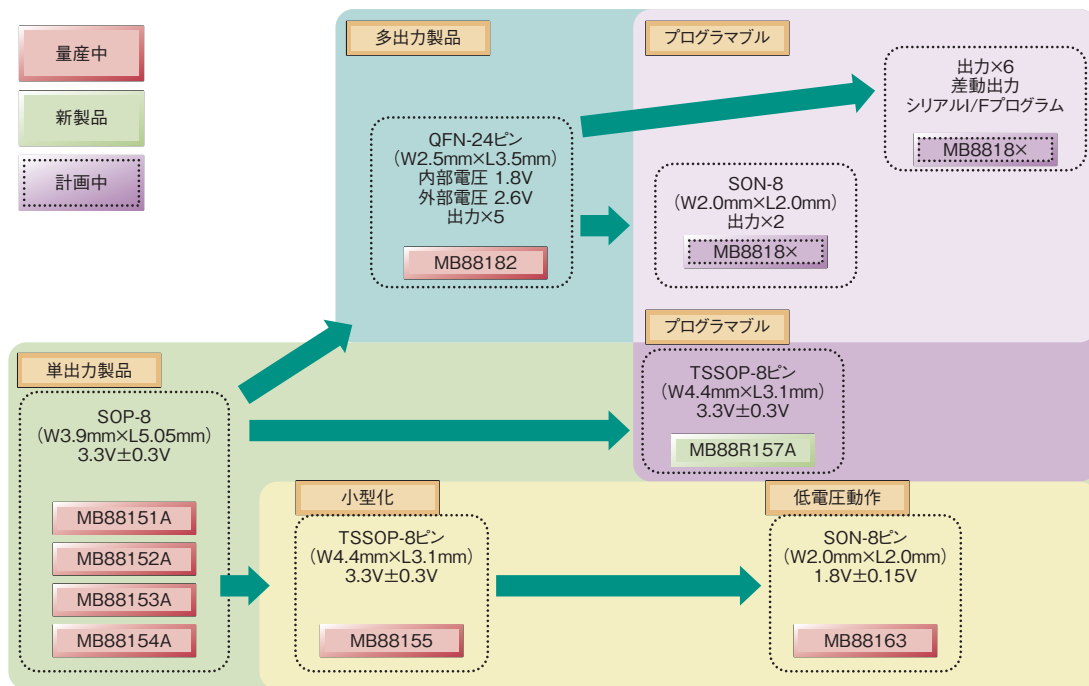 量産中
新製品
計画中
多出力製品
QFN-24ピン
（W2.5mm×L3.5mm）
内部電圧 1.8V
外部電圧 2.6V
出力×5
MB88182
プログラマブル
出力×6
差動出力
シリアルI/Fプログラム
MB8818×
SON-8
（W2.0mm×L2.0mm）
出力×2
MB8818×
プログラマブル
TSSOP-8ピン
（W4.4mm×L3.1mm）
3.3V±0.3V
MB88R157A
単出力製品
SOP-8
（W3.9mm×L5.05mm）
3.3V±0.3V
MB88151A
MB88152A
MB88153A
MB88154A
小型化
TSSOP-8ピン
（W4.4mm×L3.1mm）
3.3V±0.3V
MB88155
低電圧動作
SON-8ピン
（W2.0mm×L2.0mm）
1.8V±0.15V
MB88163